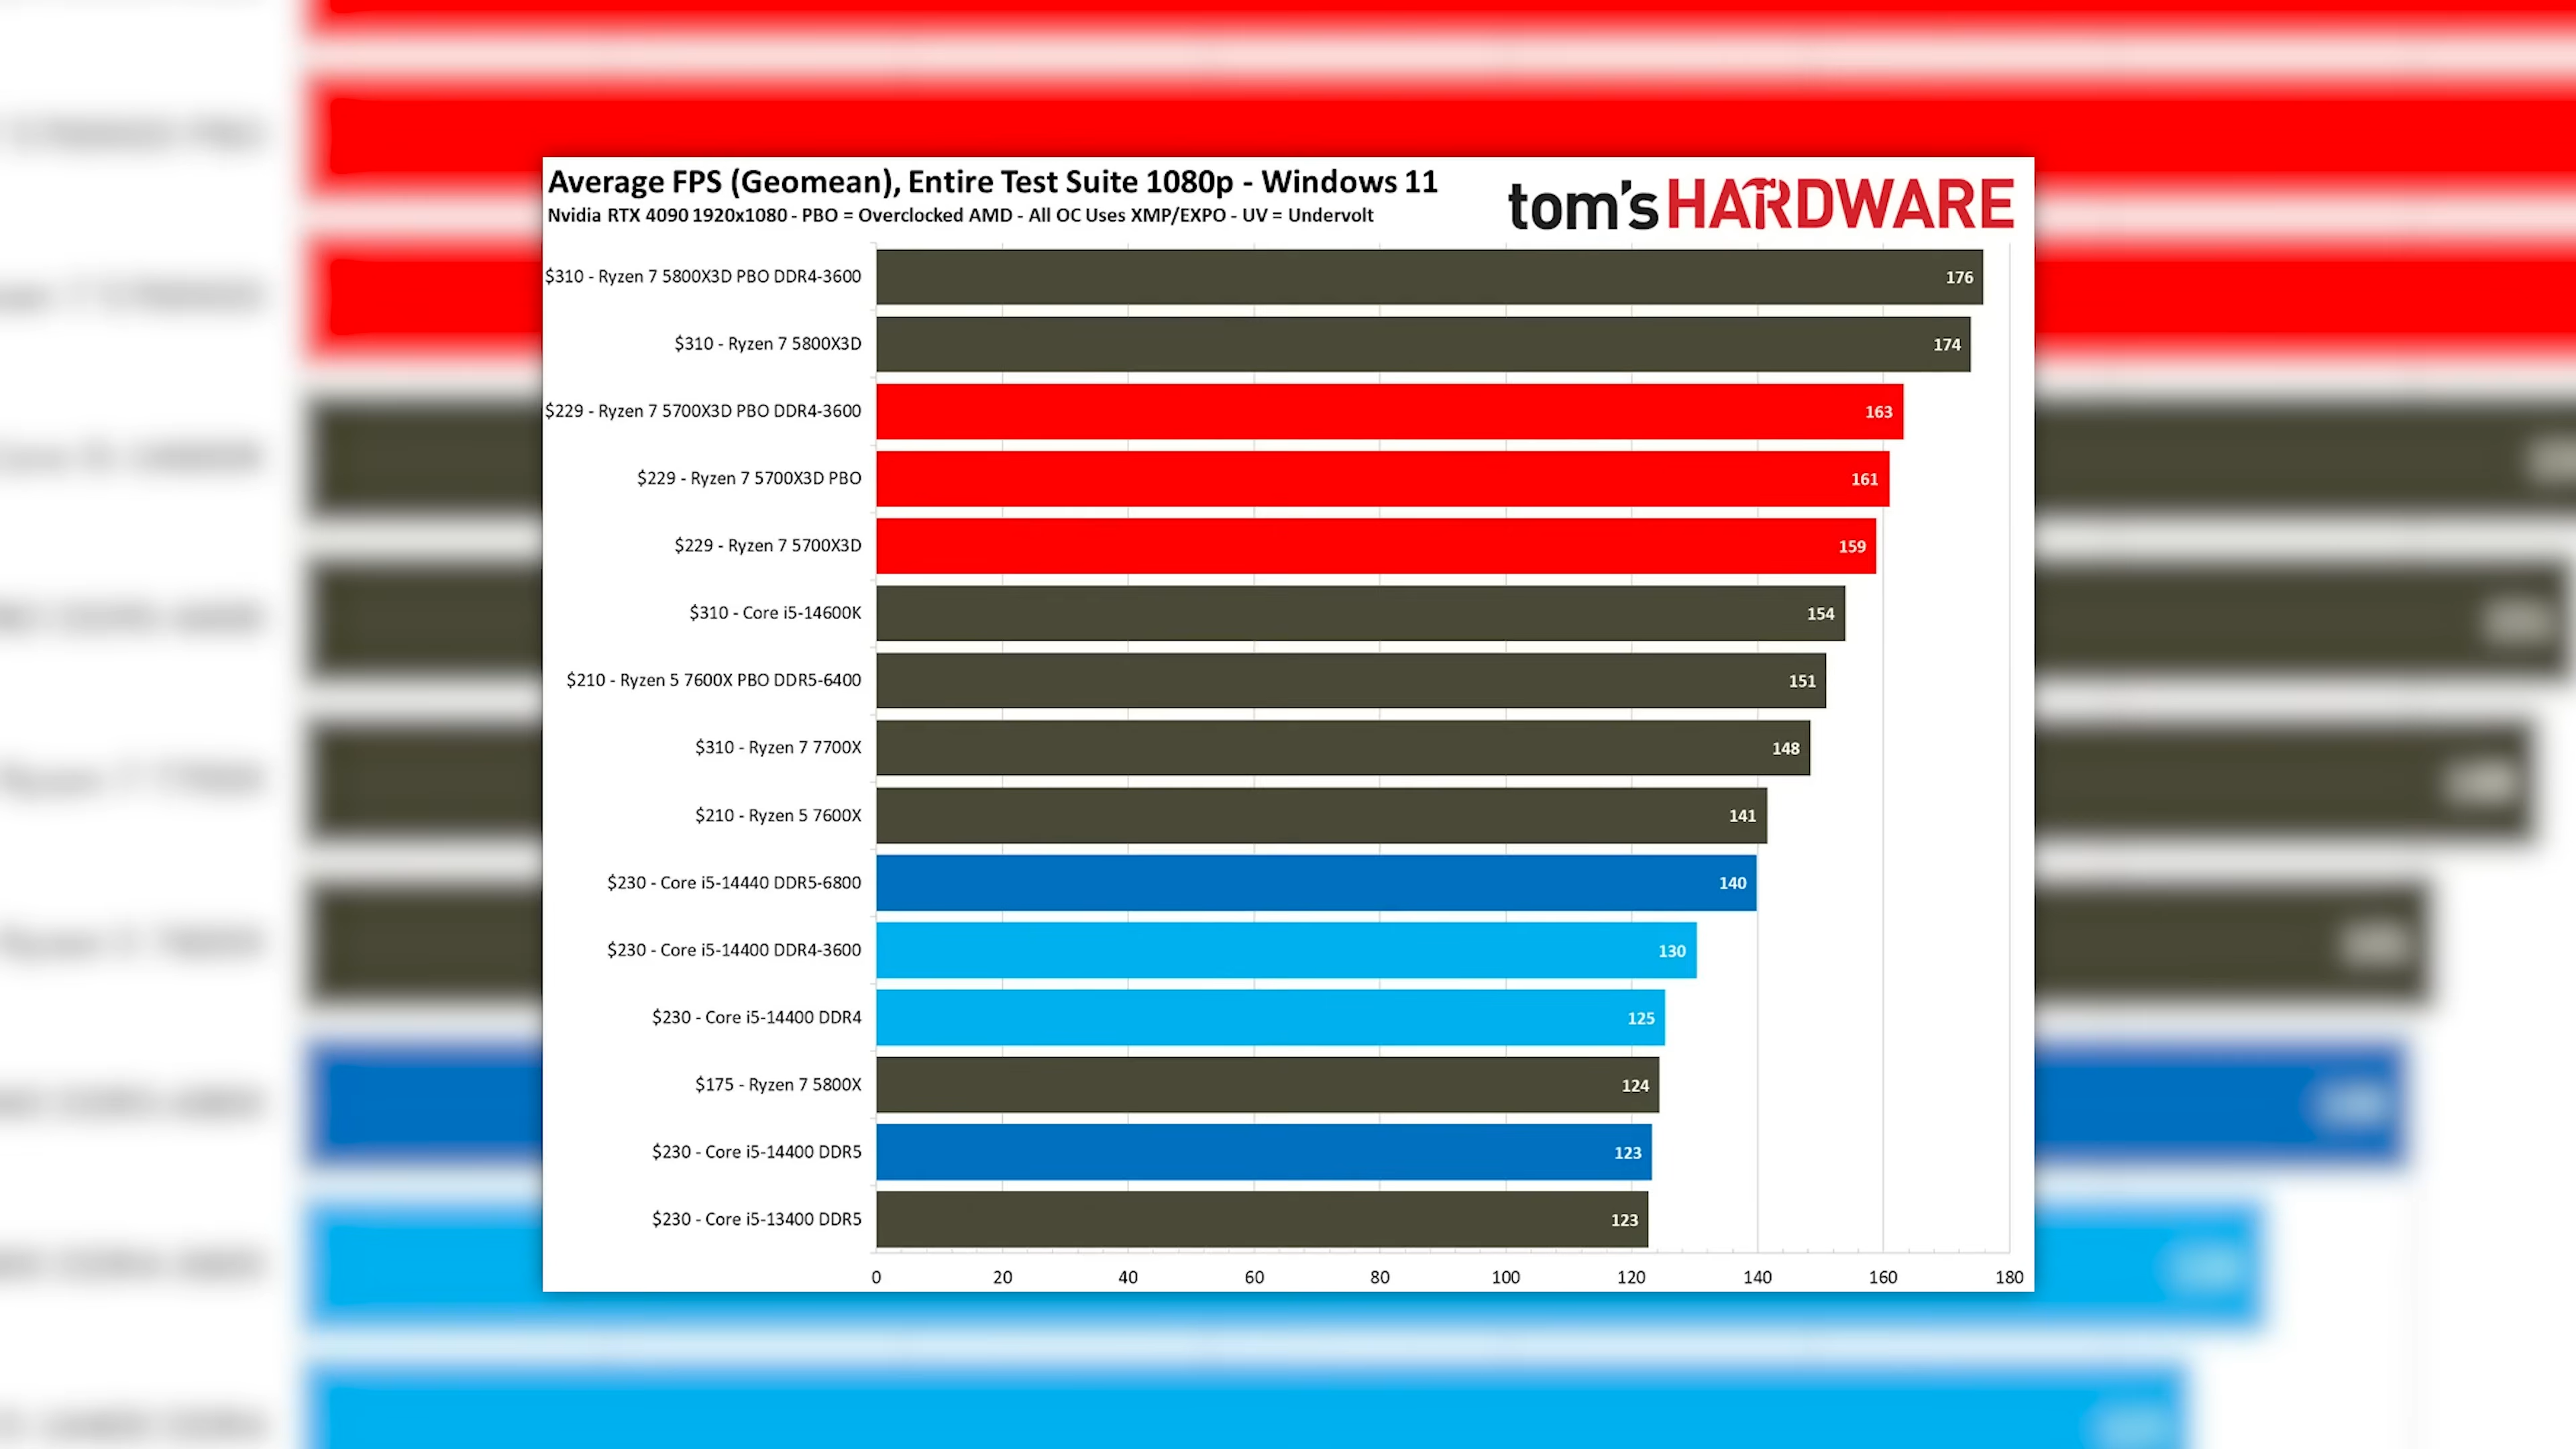 Average FPS (Geomean), Entire Test Suite 1080p - Windows 11
Nvidia RTX 4090 1920x1080 - PBO = Overclocked AMD - All OC Uses XMP/EXPO - UV = Undervolt
tom's HARDWARE
$310 - Ryzen 7 5800X3D PBO DDR4-3600 176
$310 - Ryzen 7 5800X3D 174
$229 - Ryzen 7 5700X3D PBO DDR4-3600 163
$229 - Ryzen 7 5700X3D PBO 161
$229 - Ryzen 7 5700X3D 159
$310 - Core i5-14600K 154
$210 - Ryzen 5 7600X PBO DDR5-6400 151
$310 - Ryzen 7 7700X 148
$210 - Ryzen 5 7600X 141
$230 - Core i5-14440 DDR5-6800 140
$230 - Core i5-14400 DDR4-3600 130
$230 - Core i5-14400 DDR4 125
$175 - Ryzen 7 5800X 124
$230 - Core i5-14400 DDR5 123
$230 - Core i5-13400 DDR5 123
0 20 40 60 80 100 120 140 160 180